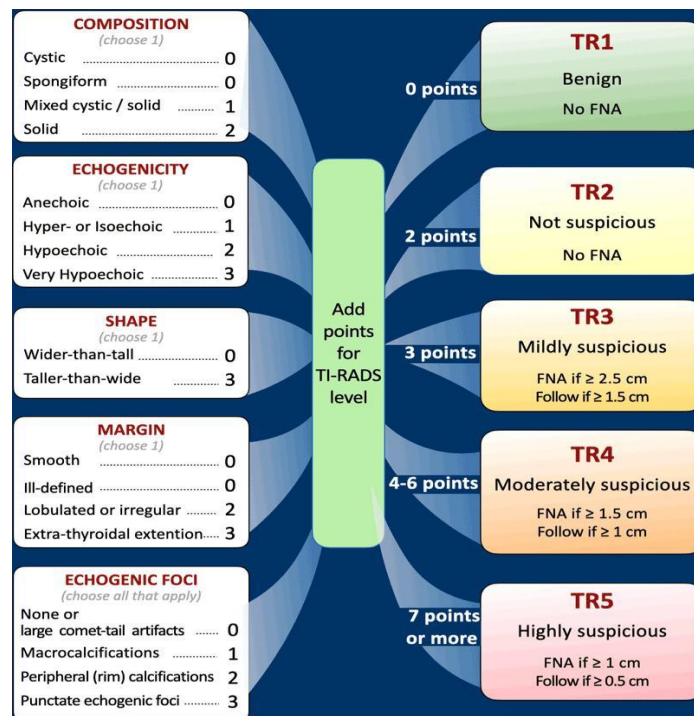 COMPOSITION
(choose 1)
Cystic ................................ 0
Spongiform ...................... 0
Mixed cystic / solid .......... 1
Solid ........................ 2
ECHOGENICITY
(choose 1)
Anechoic ........................... 0
Hyper- or Isoechoic ......... 1
Hypoechoic ...................... 2
Very Hypoechoic .............. 3
SHAPE
(choose 1)
Wider-than-tall ................ 0
Taller-than-wide .............. 3
MARGIN
(choose 1)
Smooth ............................. 0
Ill-defined .......................... 0
Lobulated or irregular ...... 2
Extra-thyroidal extention ..... 3
ECHOGENIC FOCI
(choose all that apply)
None or
large comet-tail artifacts ..... 0
Macrocalcifications .......... 1
Peripheral (rim) calcifications 2
Punctate echogenic foci ... 3
Add
points
for
TI-RADS
level
0 points
TR1
Benign
No FNA
2 points
TR2
Not suspicious
No FNA
3 points
TR3
Mildly suspicious
FNA if ≥ 2.5 cm
Follow if ≥ 1.5 cm
4-6 points
TR4
Moderately suspicious
FNA if ≥ 1.5 cm
Follow if ≥ 1 cm
7 points
or more
TR5
Highly suspicious
FNA if ≥ 1 cm
Follow if ≥ 0.5 cm